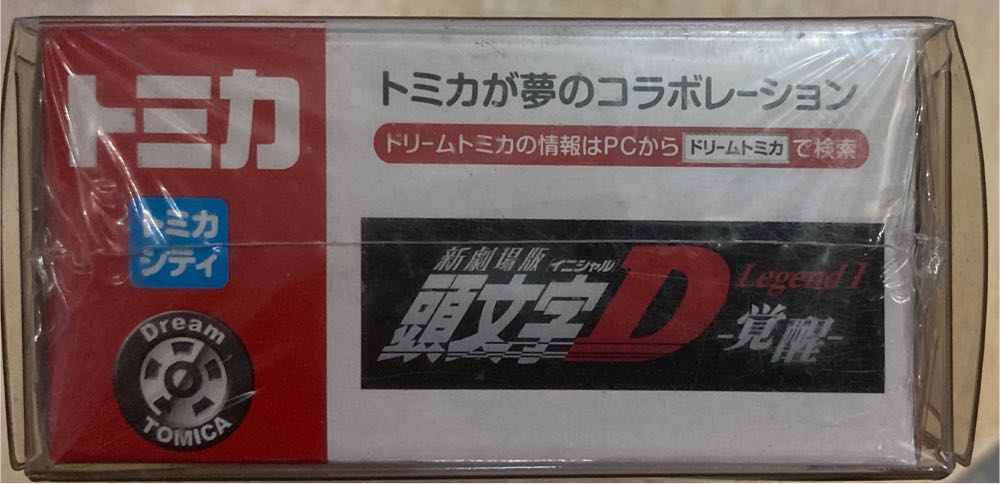 トミカ
トミカ
シティ
Dream
TOMICA
トミカが夢のコラボレーション
ドリームトミカの情報はPCから ドリームトミカ で検索
新劇場版 [イニシャル]
頭文字D Legend 1
-覚醒-